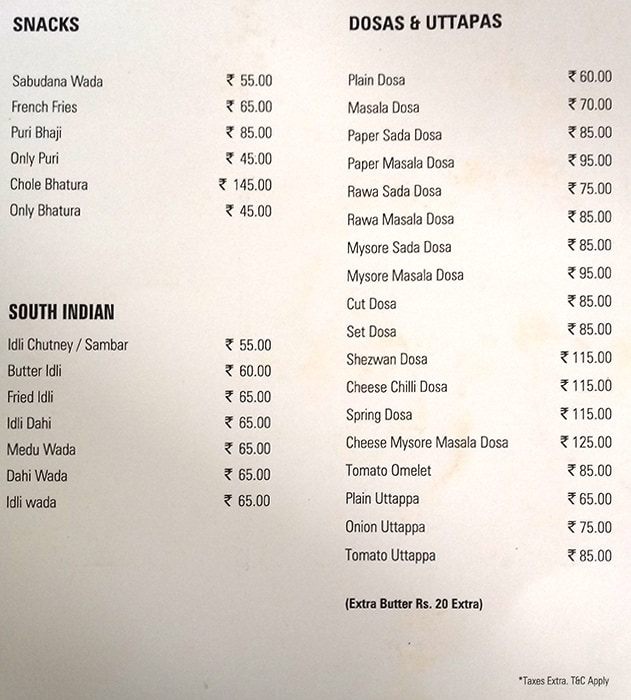 SNACKS
Sabudana Wada ₹ 55.00
French Fries ₹ 65.00
Puri Bhaji ₹ 85.00
Only Puri ₹ 45.00
Chole Bhatura ₹ 145.00
Only Bhatura ₹ 45.00
SOUTH INDIAN
Idli Chutney / Sambar ₹ 55.00
Butter Idli ₹ 60.00
Fried Idli ₹ 65.00
Idli Dahi ₹ 65.00
Medu Wada ₹ 65.00
Dahi Wada ₹ 65.00
Idli wada ₹ 65.00
DOSAS & UTTAPAS
Plain Dosa ₹ 60.00
Masala Dosa ₹ 70.00
Paper Sada Dosa ₹ 85.00
Paper Masala Dosa ₹ 95.00
Rawa Sada Dosa ₹ 75.00
Rawa Masala Dosa ₹ 85.00
Mysore Sada Dosa ₹ 85.00
Mysore Masala Dosa ₹ 95.00
Cut Dosa ₹ 85.00
Set Dosa ₹ 85.00
Shezwan Dosa ₹ 115.00
Cheese Chilli Dosa ₹ 115.00
Spring Dosa ₹ 115.00
Cheese Mysore Masala Dosa ₹ 125.00
Tomato Omelet ₹ 85.00
Plain Uttappa ₹ 65.00
Onion Uttappa ₹ 75.00
Tomato Uttappa ₹ 85.00
(Extra Butter Rs. 20 Extra)
*Taxes Extra. T&C Apply